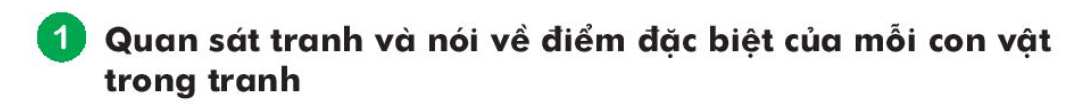 1 Quan sát tranh và nói về điểm đặc biệt của mỗi con vật
trong tranh